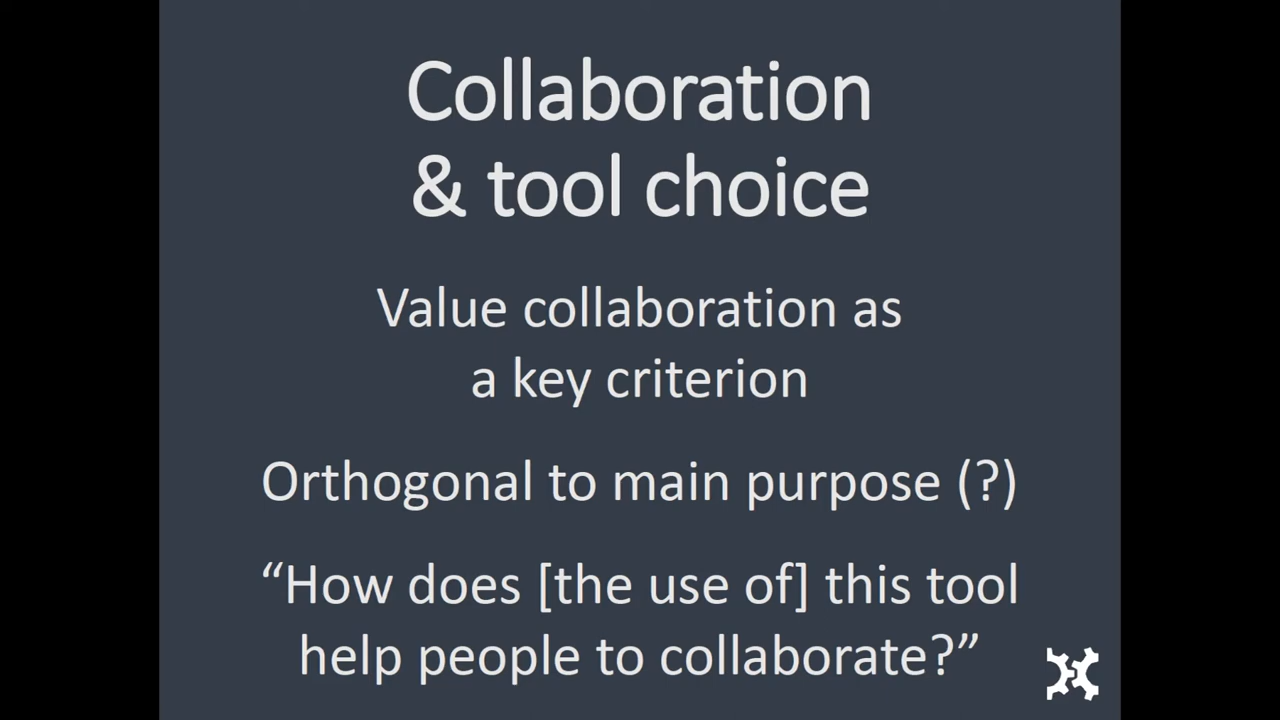 Collaboration
& tool choice
Value collaboration as
a key criterion
Orthogonal to main purpose (?)
“How does [the use of] this tool
help people to collaborate?”